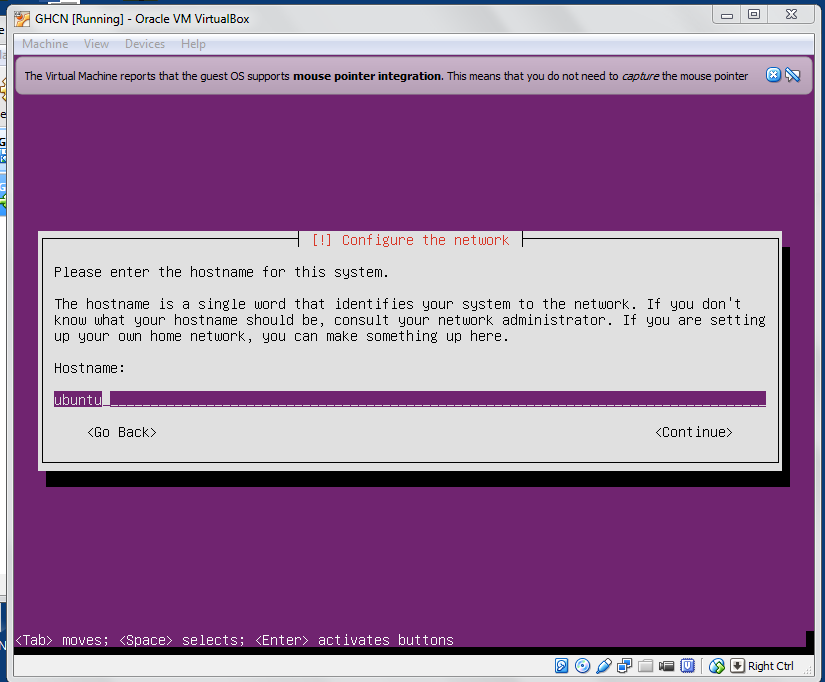 GHCN [Running] - Oracle VM VirtualBox
Machine View Devices Help
The Virtual Machine reports that the guest OS supports mouse pointer integration. This means that you do not need to capture the mouse pointer
[!] Configure the network
Please enter the hostname for this system.
The hostname is a single word that identifies your system to the network. If you don't
know what your hostname should be, consult your network administrator. If you are setting
up your own home network, you can make something up here.
Hostname:
ubuntu
<Go Back> <Continue>
<Tab> moves; <Space> selects; <Enter> activates buttons
Right Ctrl